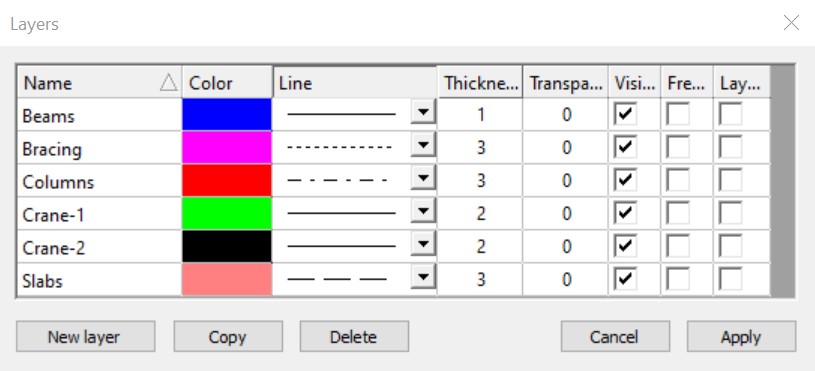 Layers
Name Color Line Thickne... Transpa... Visi... Fre... Lay...
Beams 1 0
Bracing 3 0
Columns 3 0
Crane-1 2 0
Crane-2 2 0
Slabs 3 0
New layer Copy Delete Cancel Apply